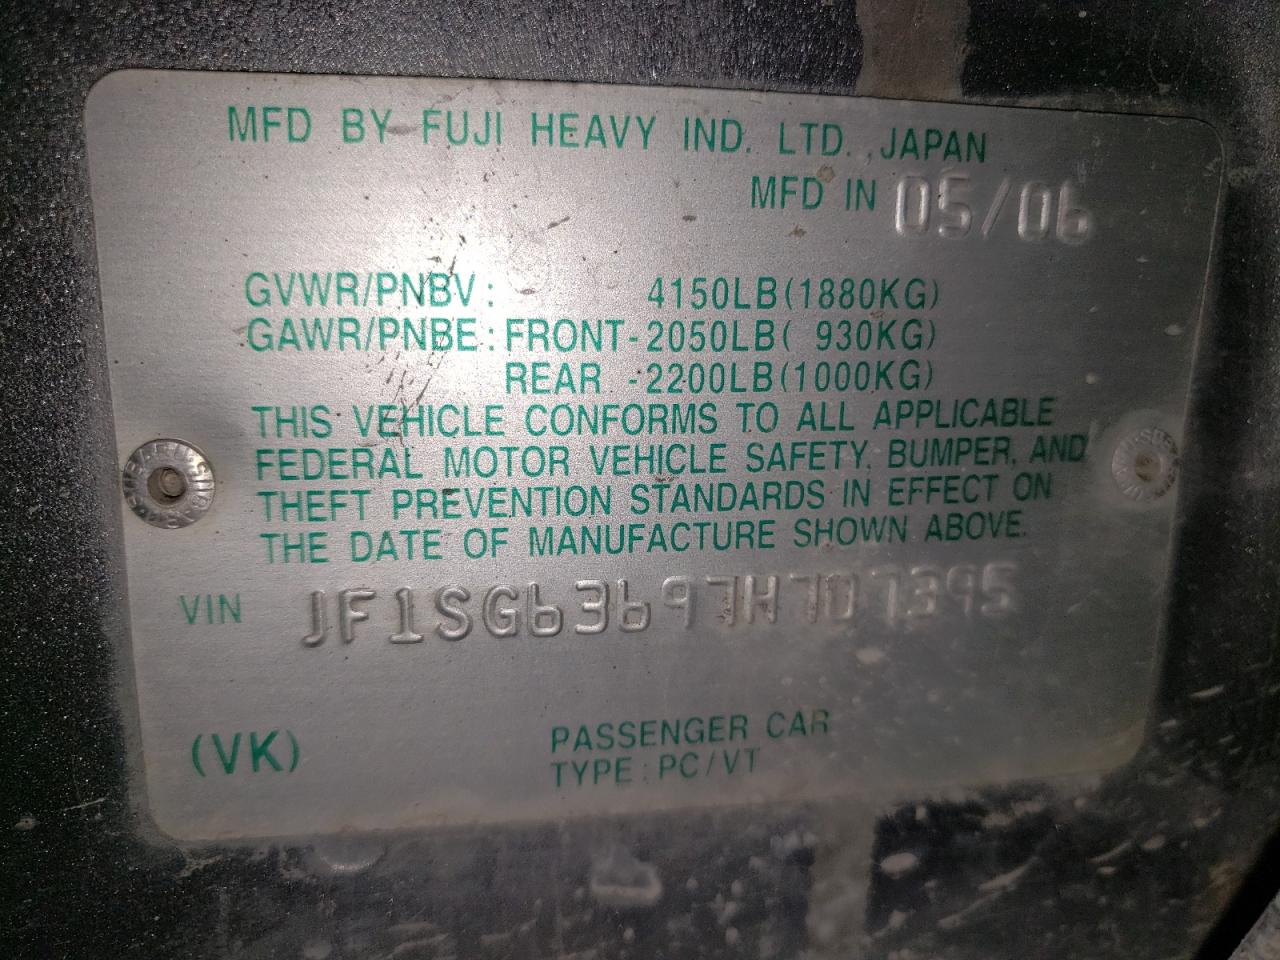 MFD BY FUJI HEAVY IND. LTD. ,JAPAN
MFD IN 05/06
GVWR/PNBV: 4150LB(1880KG)
GAWR/PNBE: FRONT-2050LB( 930KG)
REAR -2200LB(1000KG)
THIS VEHICLE CONFORMS TO ALL APPLICABLE
FEDERAL MOTOR VEHICLE SAFETY, BUMPER, AND
THEFT PREVENTION STANDARDS IN EFFECT ON
THE DATE OF MANUFACTURE SHOWN ABOVE.
VIN JF1SG63697H707395
(VK) PASSENGER CAR
TYPE : PC/VT